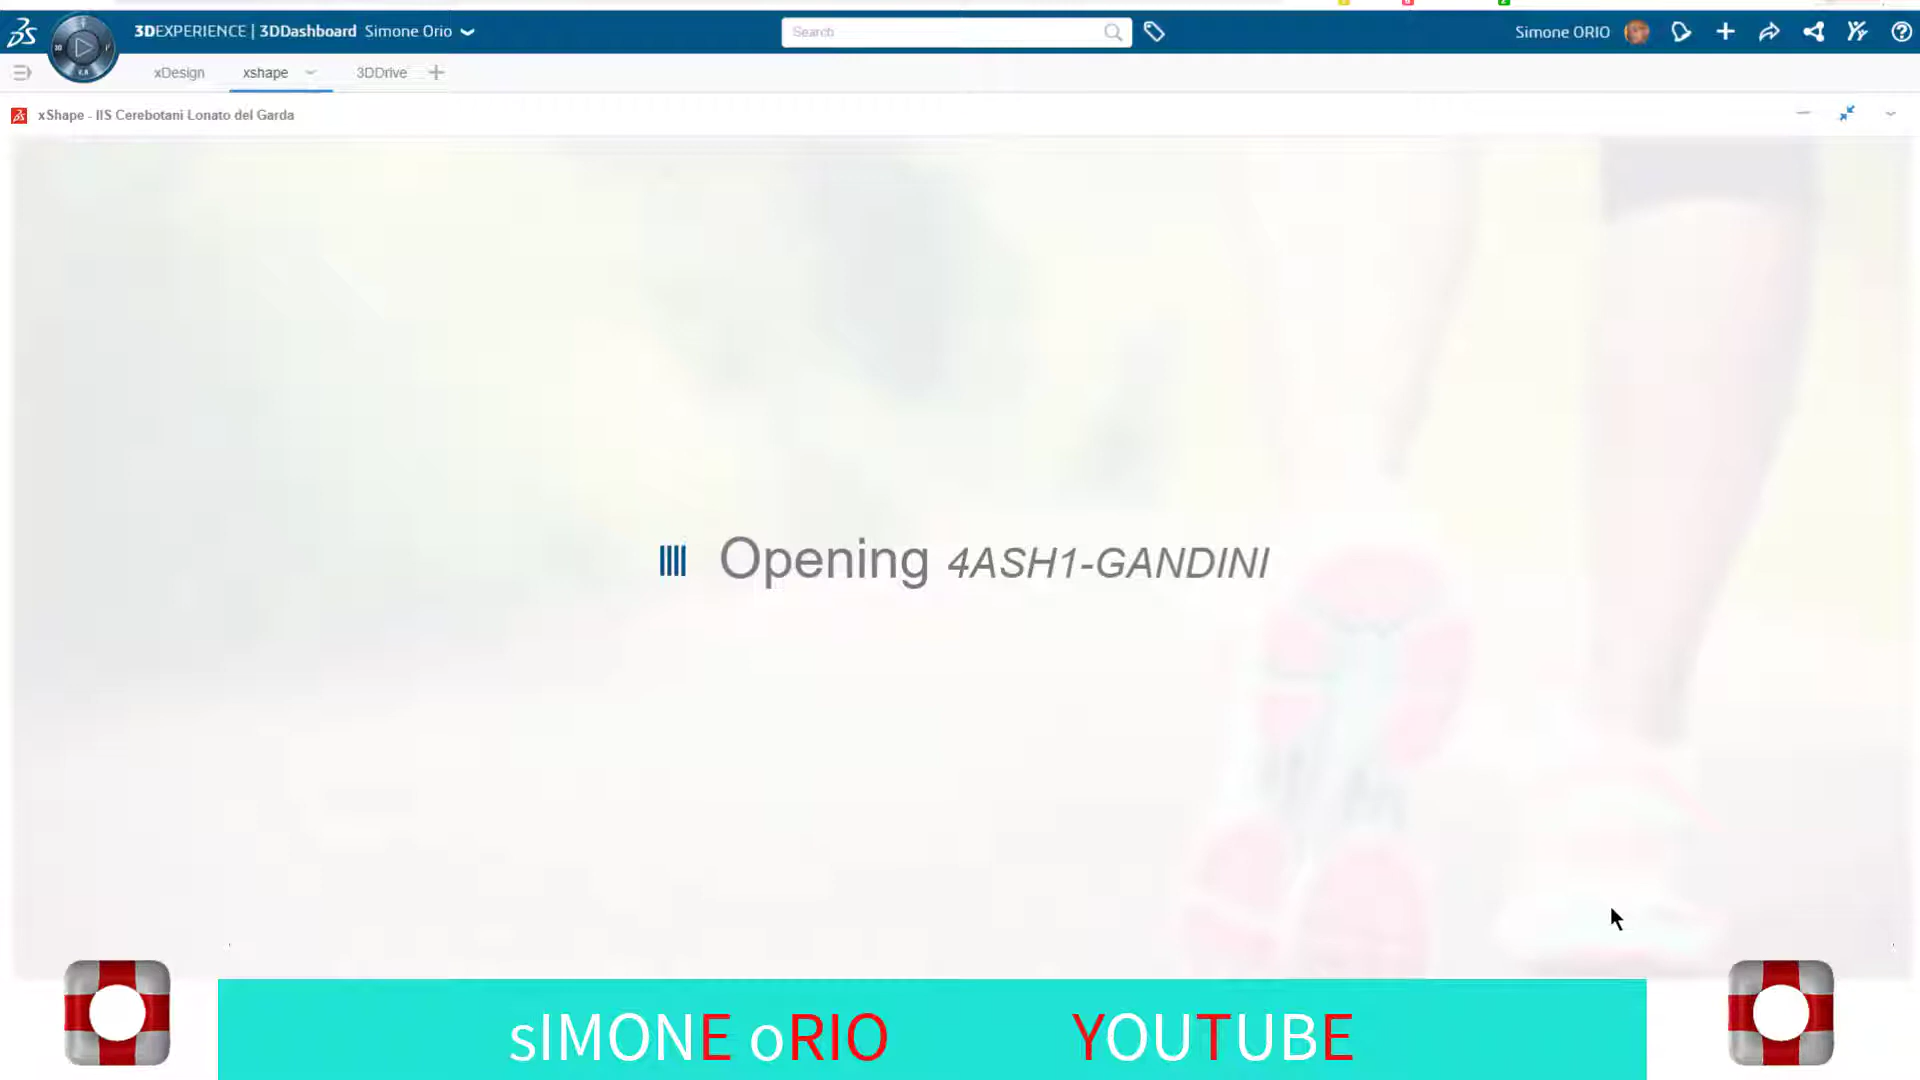 3DEXPERIENCE | 3DDashboard Simone Orio
Search
Simone ORIO
xDesign
xshape
3DDrive
xShape - IIS Cerebotani Lonato del Garda
Opening 4ASH1-GANDINI
sIMONE oRIO YOUTUBE